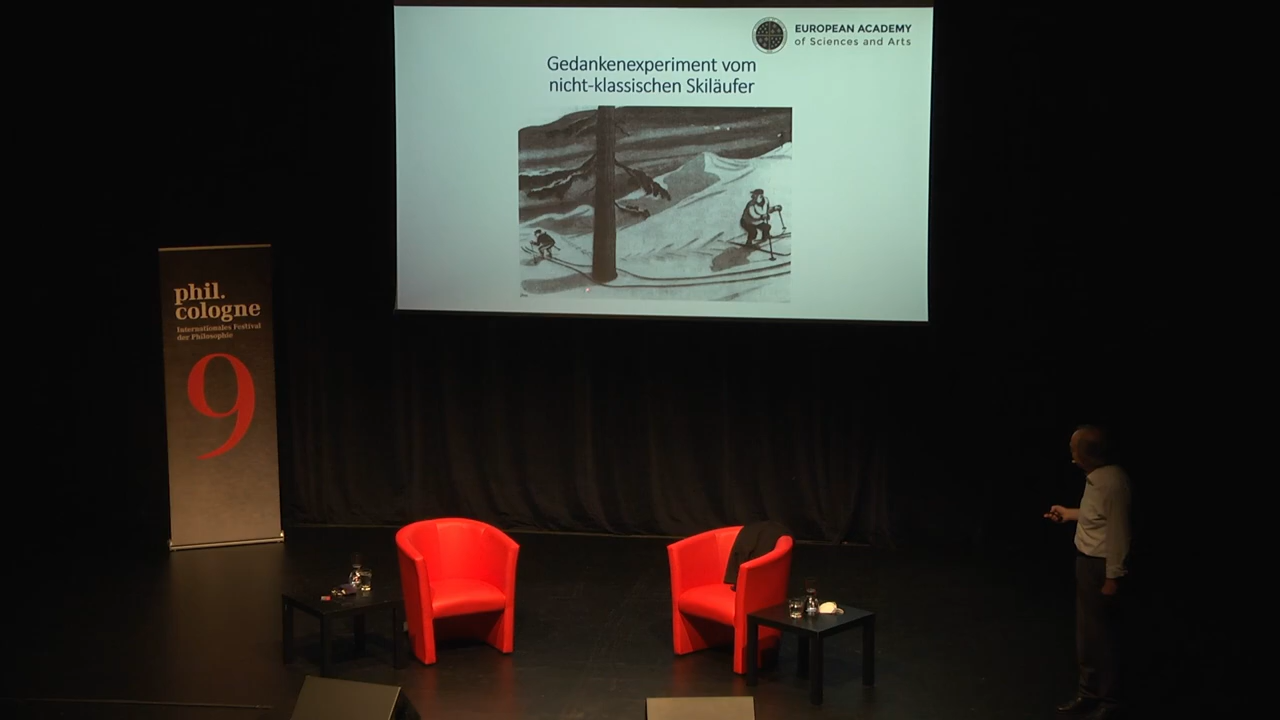 EUROPEAN ACADEMY
of Sciences and Arts
Gedankenexperiment vom
nicht-klassischen Skiläufer
phil.
cologne
Internationales Festival
der Philosophie
9